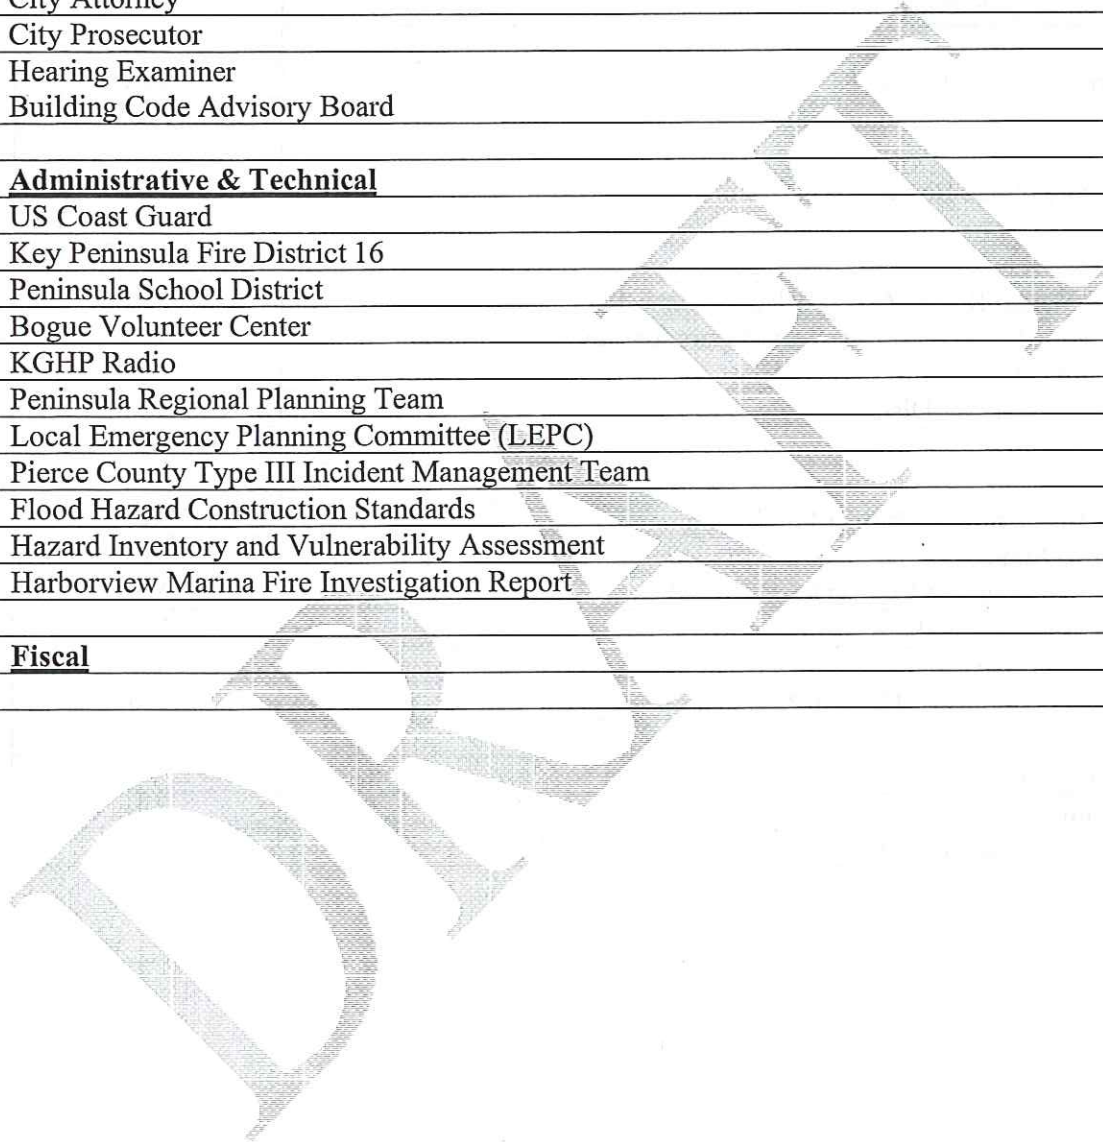 City Attorney
City Prosecutor
Hearing Examiner
Building Code Advisory Board
Administrative & Technical
US Coast Guard
Key Peninsula Fire District 16
Peninsula School District
Bogue Volunteer Center
KGHP Radio
Peninsula Regional Planning Team
Local Emergency Planning Committee (LEPC)
Pierce County Type III Incident Management Team
Flood Hazard Construction Standards
Hazard Inventory and Vulnerability Assessment
Harborview Marina Fire Investigation Report
Fiscal
DRAFT